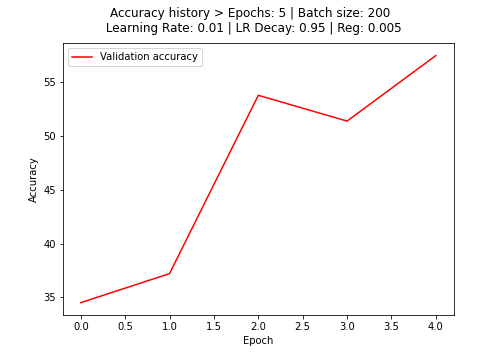 Accuracy history > Epochs: 5 | Batch size: 200
Learning Rate: 0.01 | LR Decay: 0.95 | Reg: 0.005
Validation accuracy
Accuracy
55
50
45
40
35
0.0 0.5 1.0 1.5 2.0 2.5 3.0 3.5 4.0
Epoch